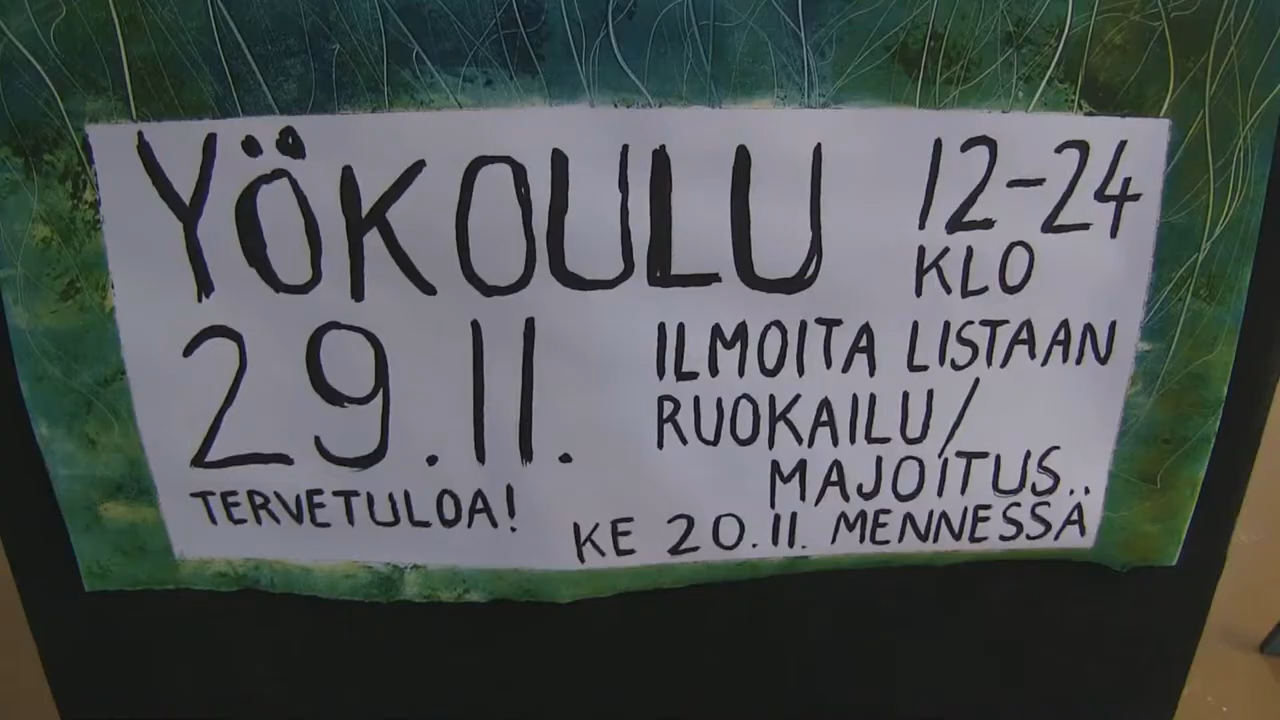 YÖKOULU
12-24
KLO
29.11.
TERVETULOA!
ILMOITA LISTAAN
RUOKAILU/
MAJOITUS..
KE 20.11. MENNESSÄ